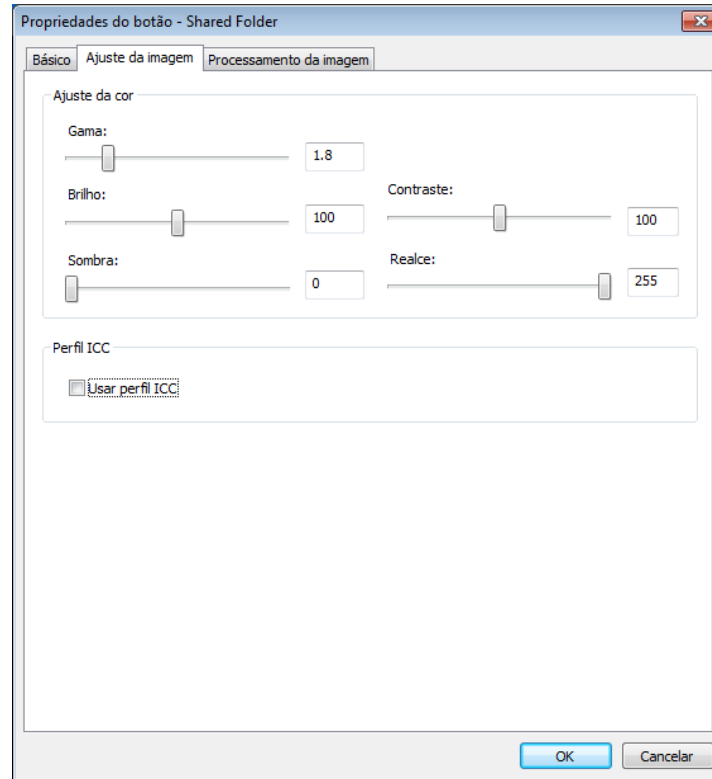 Propriedades do botão - Shared Folder
Básico Ajuste da imagem Processamento da imagem
Ajuste da cor
Gama:
1.8
Brilho:
100
Contraste:
100
Sombra:
0
Realce:
255
Perfil ICC
Usar perfil ICC
OK Cancelar